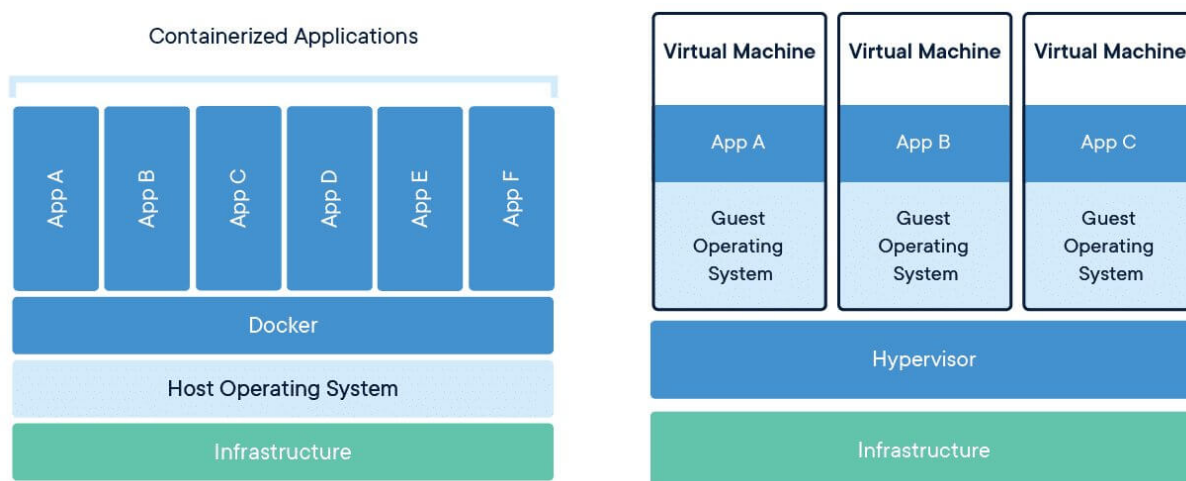 Containerized Applications
App A
App B
App C
App D
App E
App F
Docker
Host Operating System
Infrastructure
Virtual Machine
Virtual Machine
Virtual Machine
App A
App B
App C
Guest
Operating
System
Guest
Operating
System
Guest
Operating
System
Hypervisor
Infrastructure